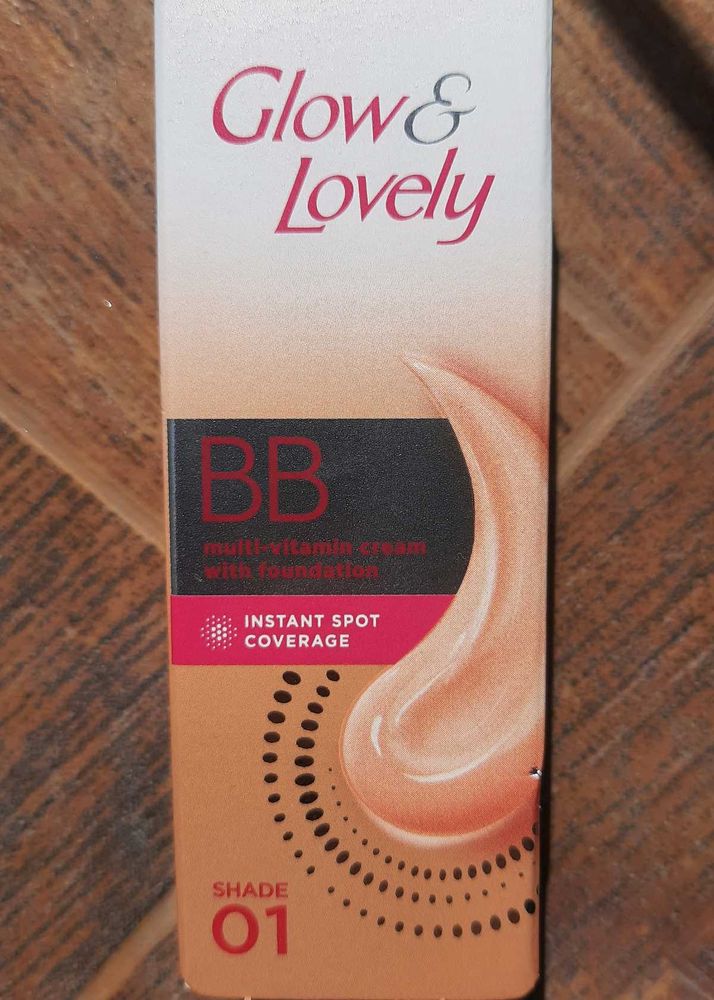 Glow &
Lovely
BB
multi-vitamin cream
with foundation
INSTANT SPOT
COVERAGE
SHADE
01